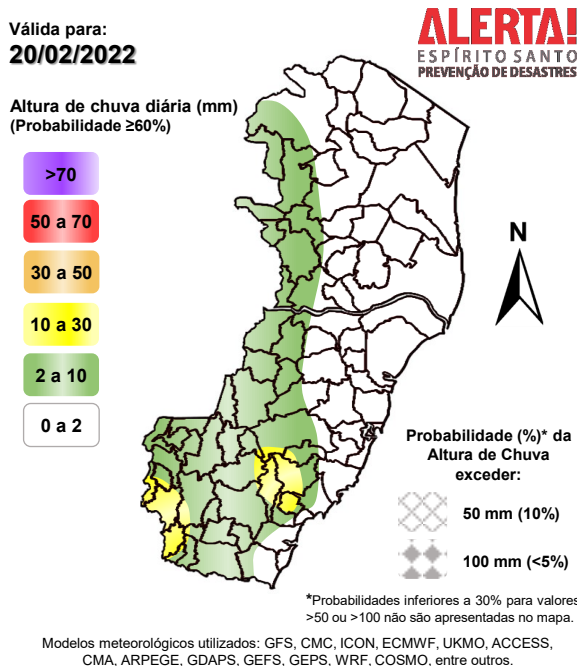 Válida para:
20/02/2022
ALERTA!
ESPÍRITO SANTO
PREVENÇÃO DE DESASTRES
Altura de chuva diária (mm)
(Probabilidade ≥60%)
>70
50 a 70
30 a 50
10 a 30
2 a 10
0 a 2
N
Probabilidade (%)* da
Altura de Chuva
exceder:
50 mm (10%)
100 mm (<5%)
*Probabilidades inferiores a 30% para valores
>50 ou >100 não são apresentadas no mapa.
Modelos meteorológicos utilizados: GFS, CMC, ICON, ECMWF, UKMO, ACCESS,
CMA, ARPEGE, GDAPS, GEFS, GEPS, WRF, COSMO, entre outros.